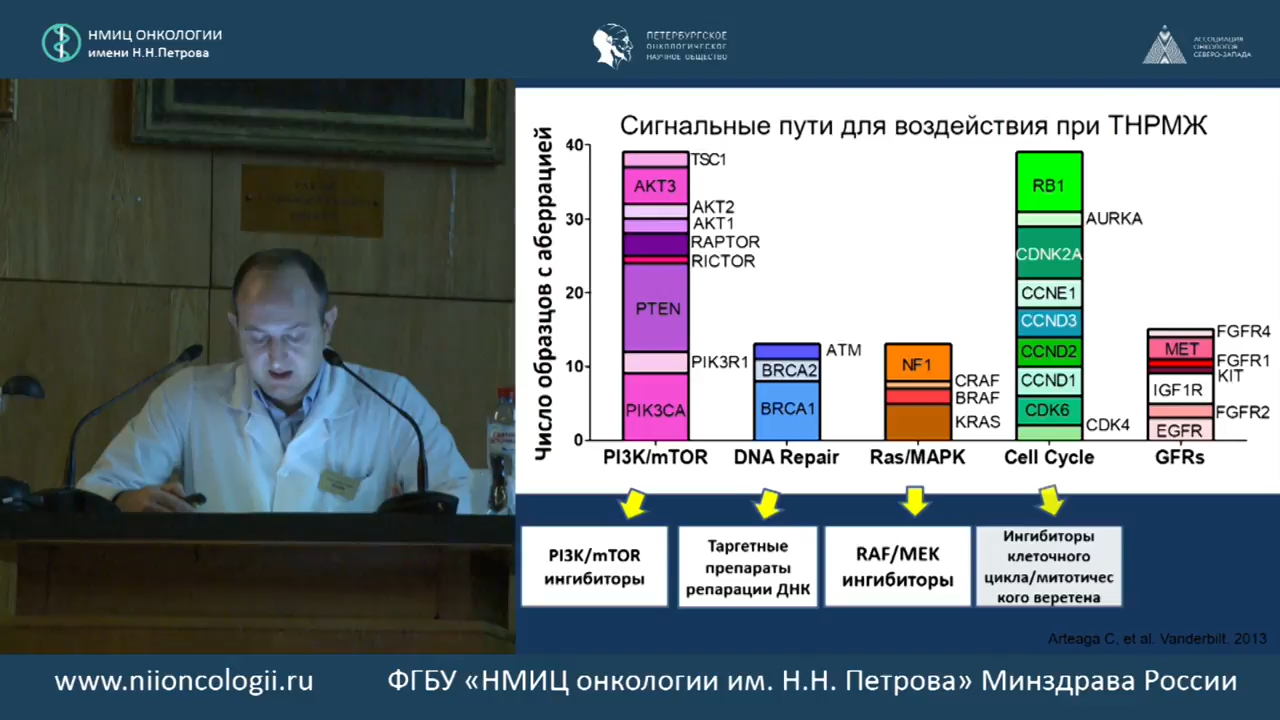 НМИЦ ОНКОЛОГИИ
имени Н.Н.Петрова
ПЕТЕРБУРГСКОЕ
ОНКОЛОГИЧЕСКОЕ
НАУЧНОЕ ОБЩЕСТВО
АССОЦИАЦИЯ
ОНКОЛОГОВ
СЕВЕРО-ЗАПАДА
Сигнальные пути для воздействия при ТНРМЖ
Число образцов с аберрацией
40
30
20
10
0
TSC1
AKT3
AKT2
AKT1
RAPTOR
RICTOR
PTEN
PIK3R1
PIK3CA
ATM
BRCA2
BRCA1
NF1
CRAF
BRAF
KRAS
RB1
AURKA
CDNK2A
CCNE1
CCND3
CCND2
CCND1
CDK6
CDK4
FGFR4
MET
FGFR1
KIT
IGF1R
FGFR2
EGFR
PI3K/mTOR
DNA Repair
Ras/MAPK
Cell Cycle
GFRs
PI3K/mTOR
ингибиторы
Таргетные
препараты
репарации ДНК
RAF/MEK
ингибиторы
Ингибиторы
клеточного
цикла/митотичес
кого веретена
Arteaga C, et al. Vanderbilt. 2013
www.niioncologii.ru
ФГБУ «НМИЦ онкологии им. Н.Н. Петрова» Минздрава России